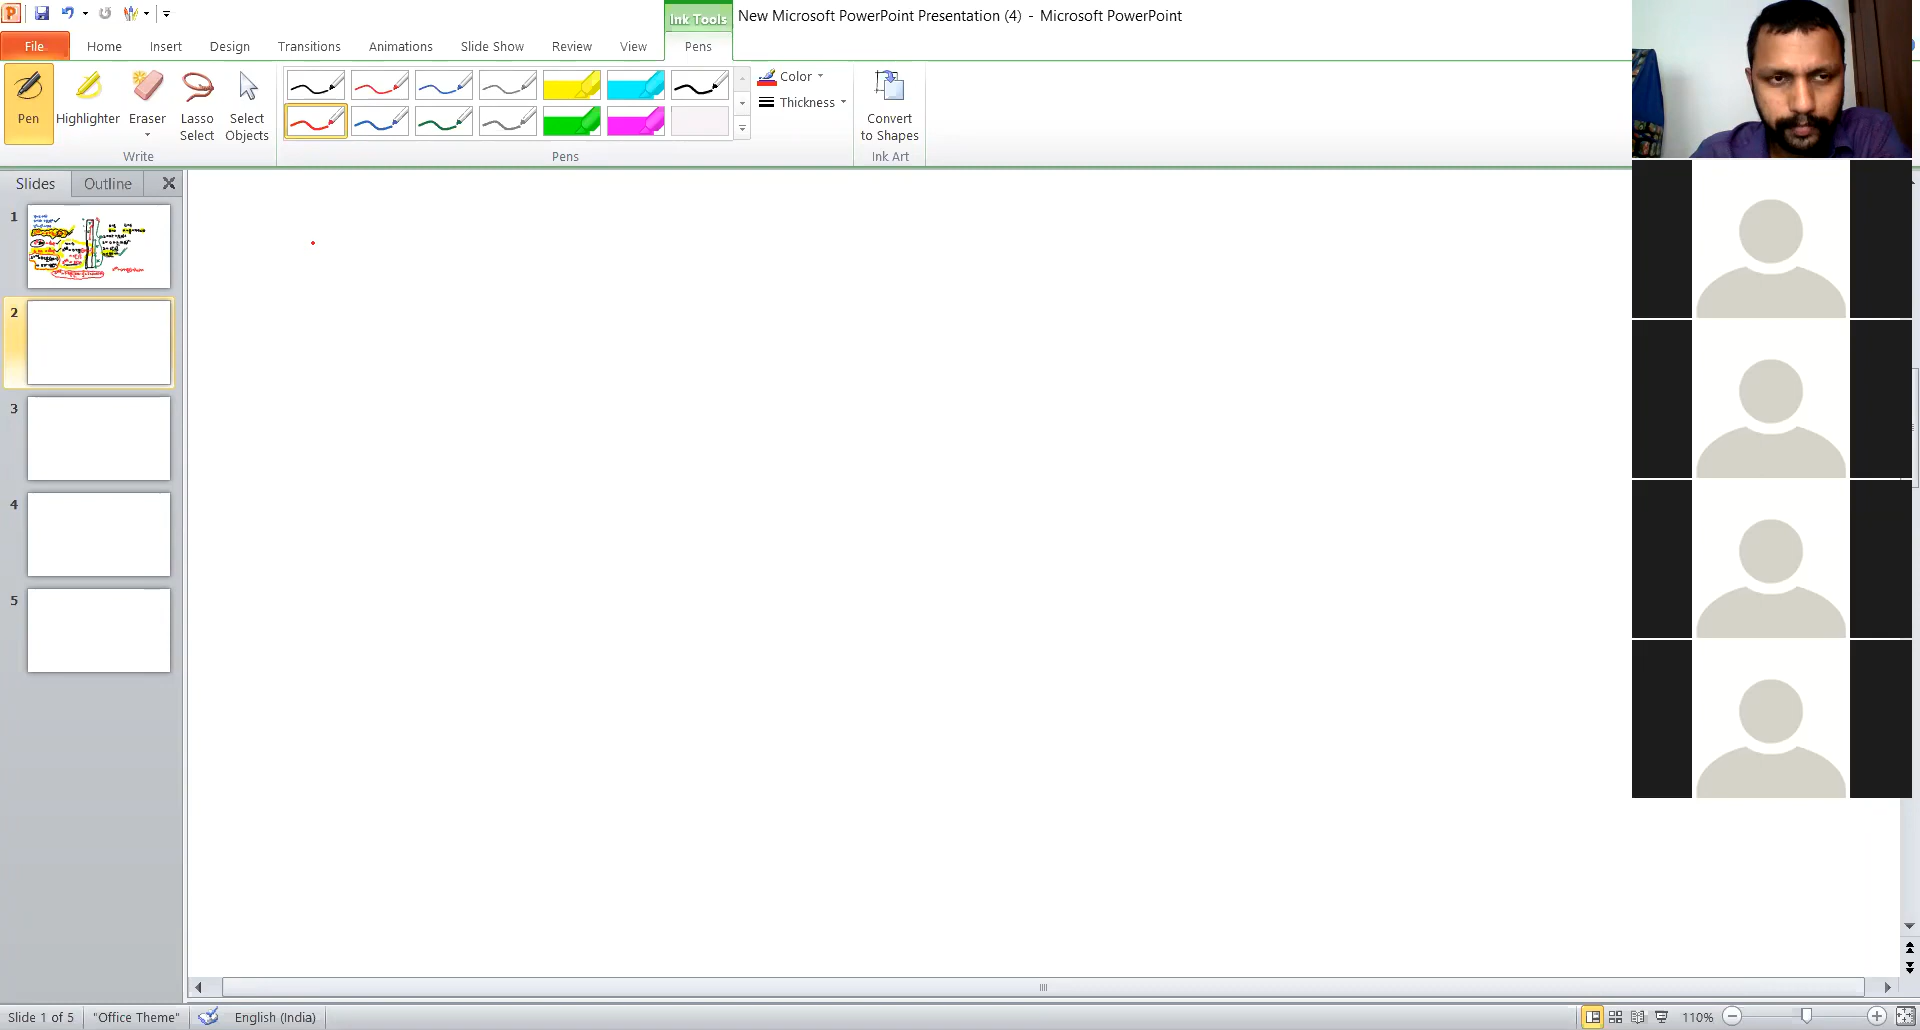 Ink Tools
New Microsoft PowerPoint Presentation (4) - Microsoft PowerPoint
File Home Insert Design Transitions Animations Slide Show Review View Pens
Pen Highlighter Eraser Lasso Select Select Objects
Color
Thickness
Convert to Shapes
Write Pens Ink Art
Slides Outline
1
2
3
4
5
Slide 1 of 5 "Office Theme" English (India) 110%